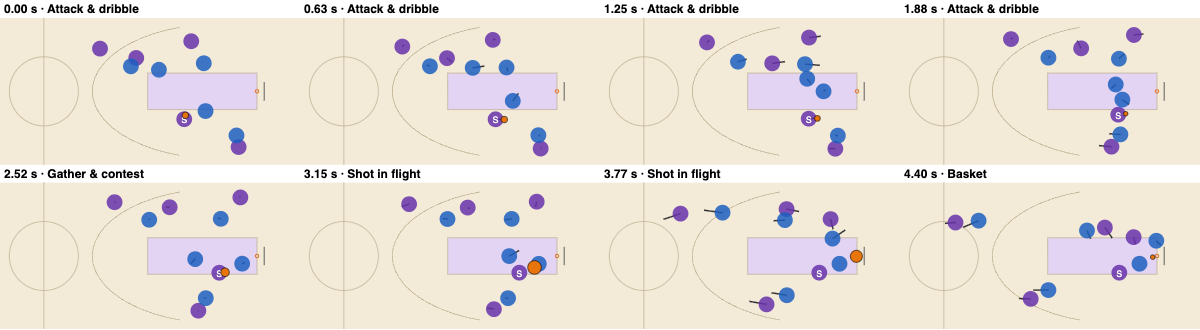 0.00 s · Attack & dribble
0.63 s · Attack & dribble
1.25 s · Attack & dribble
1.88 s · Attack & dribble
S
S
S
S
2.52 s · Gather & contest
3.15 s · Shot in flight
3.77 s · Shot in flight
4.40 s · Basket
S
S
S
S